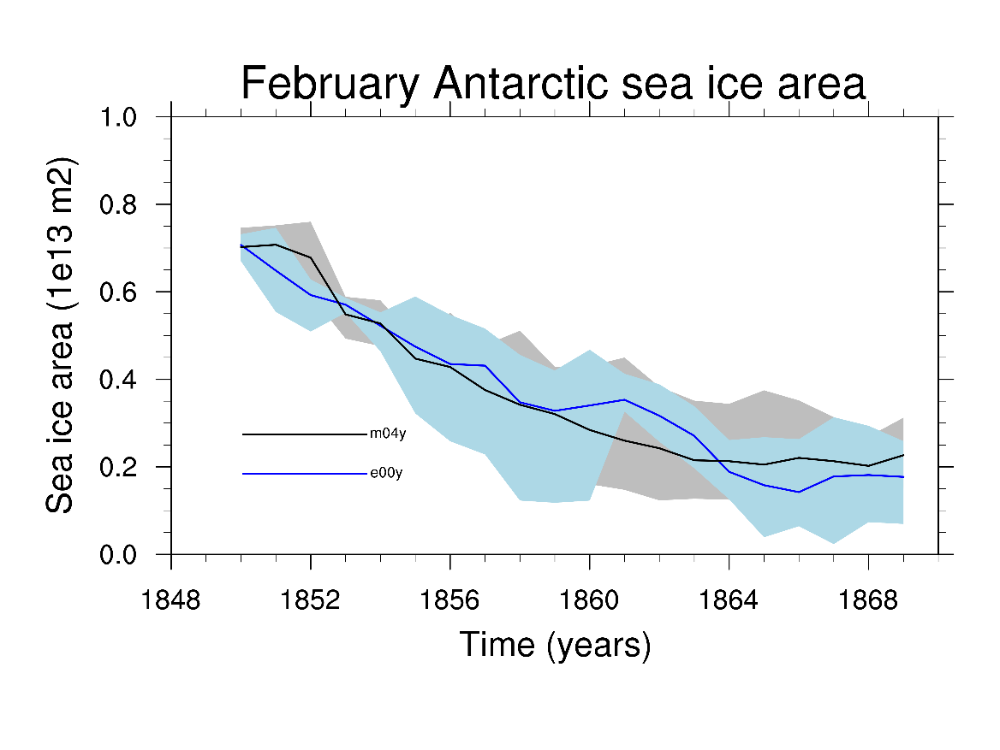 February Antarctic sea ice area
Sea ice area (1e13 m2)
1.0
0.8
0.6
0.4
0.2
0.0
m04y
e00y
1848 1852 1856 1860 1864 1868
Time (years)